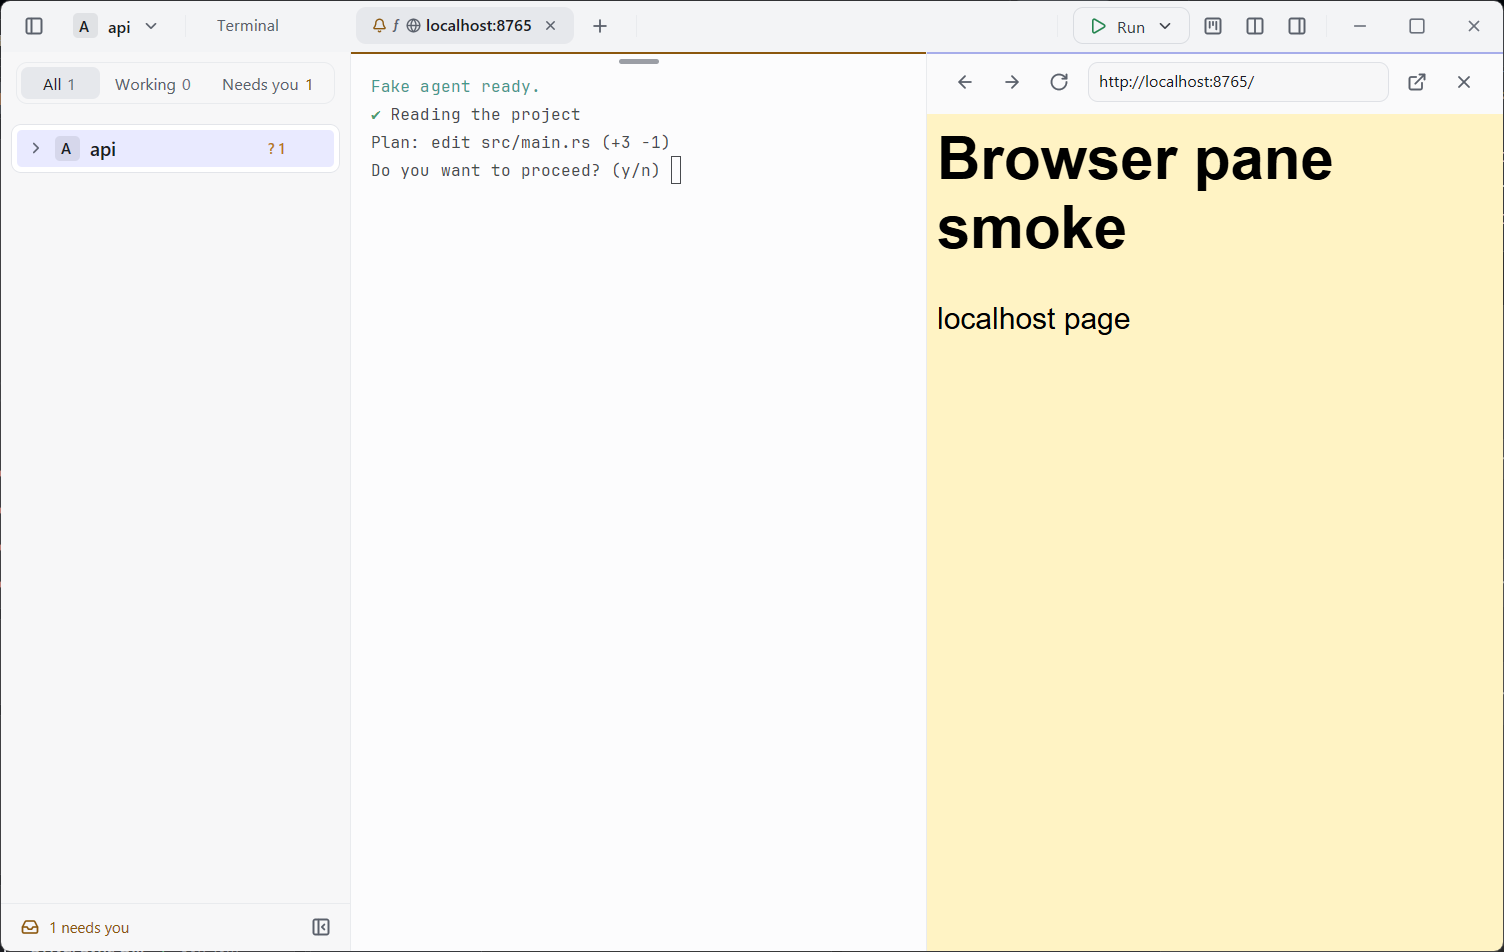 A api Terminal
localhost:8765
Run
All 1 Working 0 Needs you 1
A api ? 1
1 needs you
Fake agent ready.
✔ Reading the project
Plan: edit src/main.rs (+3 -1)
Do you want to proceed? (y/n)
http://localhost:8765/
Browser pane
smoke
localhost page